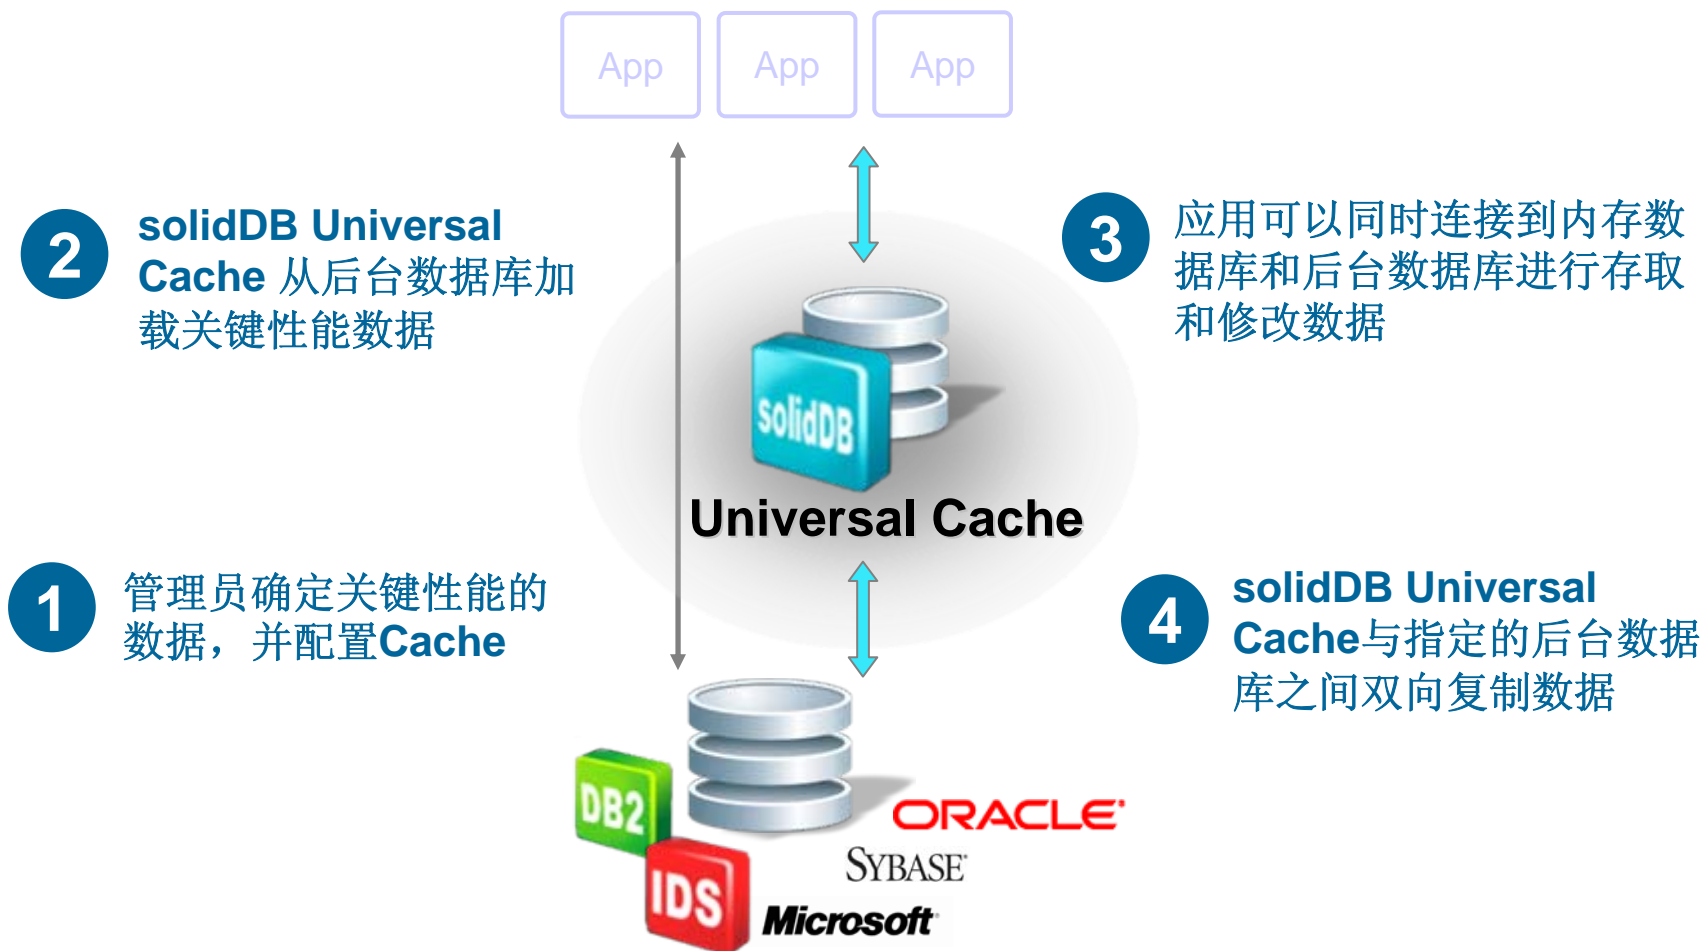 App
App
App
2
solidDB Universal
Cache 从后台数据库加
载关键性能数据
3
应用可以同时连接到内存数
据库和后台数据库进行存取
和修改数据
solidDB
Universal Cache
1
管理员确定关键性能的
数据，并配置Cache
4
solidDB Universal
Cache与指定的后台数据
库之间双向复制数据
DB2
IDS
ORACLE
SYBASE
Microsoft